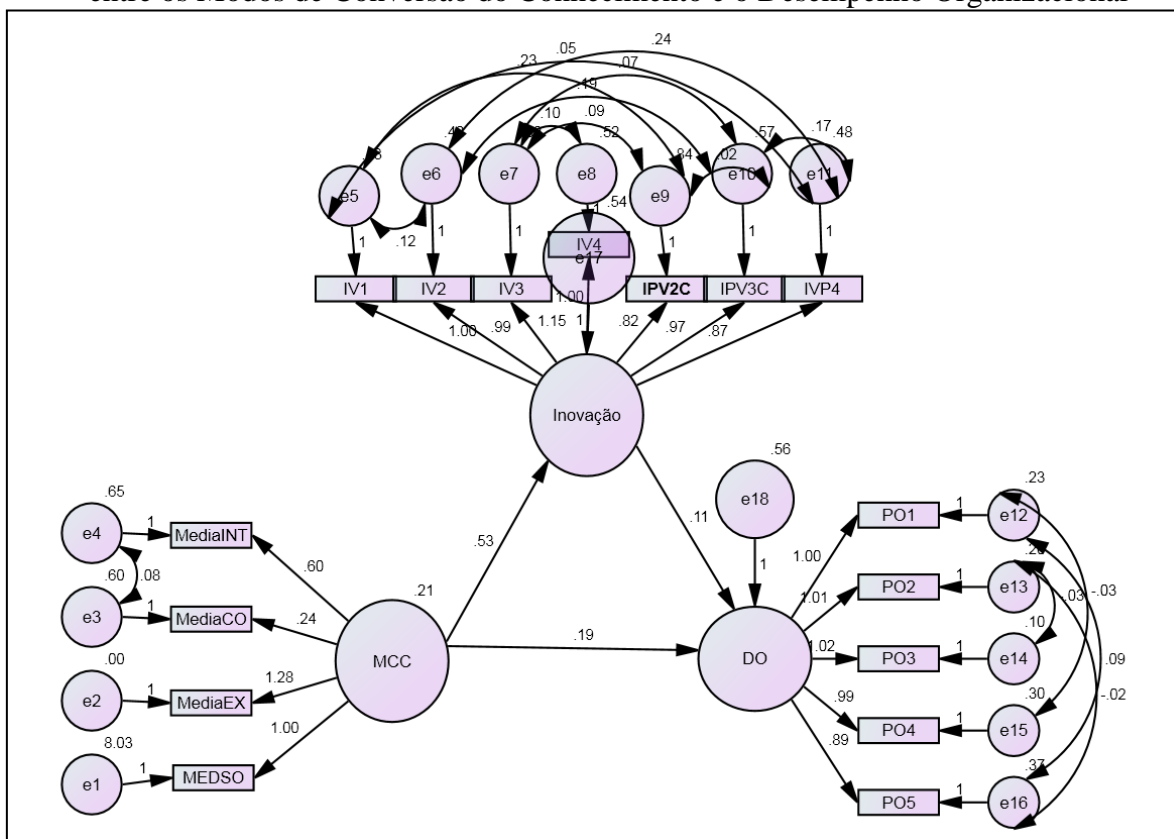 entre os Modos de Conversão do Conhecimento e o Desempenho Organizacional
.05 .24
.23 .07
.19
.10 .09 .57 .17 .48
.52 .02
e5 e6 e7 e8 e9 e10 e11
.12 1 .54
1 1 1 IV4 1 1 1
e17
IV1 IV2 IV3 IPV2C IPV3C IVP4
1.00
1.00 .99 1.15 1 .82 .97 .87
Inovação
.65 .56 .23
e4 1 MediaINT e18 PO1 1 e12
.60 .08 .60 .53 .11 1.00
e3 1 MediaCO .24 .21 1 PO2 1 e13 -.03 -.03
1.01 .10
.00 MCC .19 DO 1.02 PO3 1 e14
e2 1 MediaEX 1.28 .99 .30 .09 -.02
8.03 1.00 .89 PO4 1 e15
e1 1 MEDSO .37
PO5 1 e16